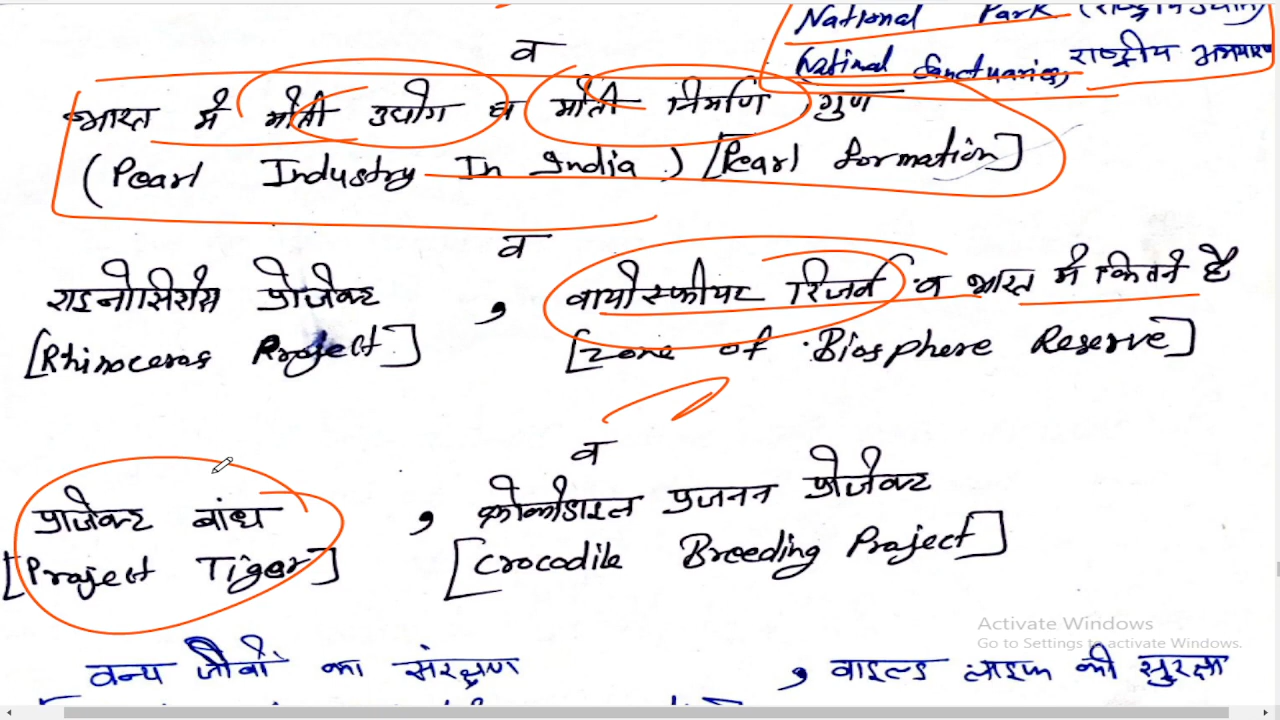 National Park (राष्ट्रीय उद्यान)
National Sanctuaries, राष्ट्रीय
व
भारत में मोती उद्योग व मोती निर्माण गुण
(Pearl Industry In India) [Pearl formation]
व
राइनोसिरोस प्रोजेक्ट , वायोस्फीयर रिजर्व व भारत में कितने है
[Rhinoceras Project] [Zone of Biosphere Reserve]
व
प्रोजेक्ट बांध , क्रोकोडाइल प्रजनन प्रोजेक्ट
[Project Tiger] [Crocodile Breeding Project]
Activate Windows
Go to Settings to activate Windows.
वन्य जीवों का संरक्षण , वाइल्ड लाइफ की सुरक्षा